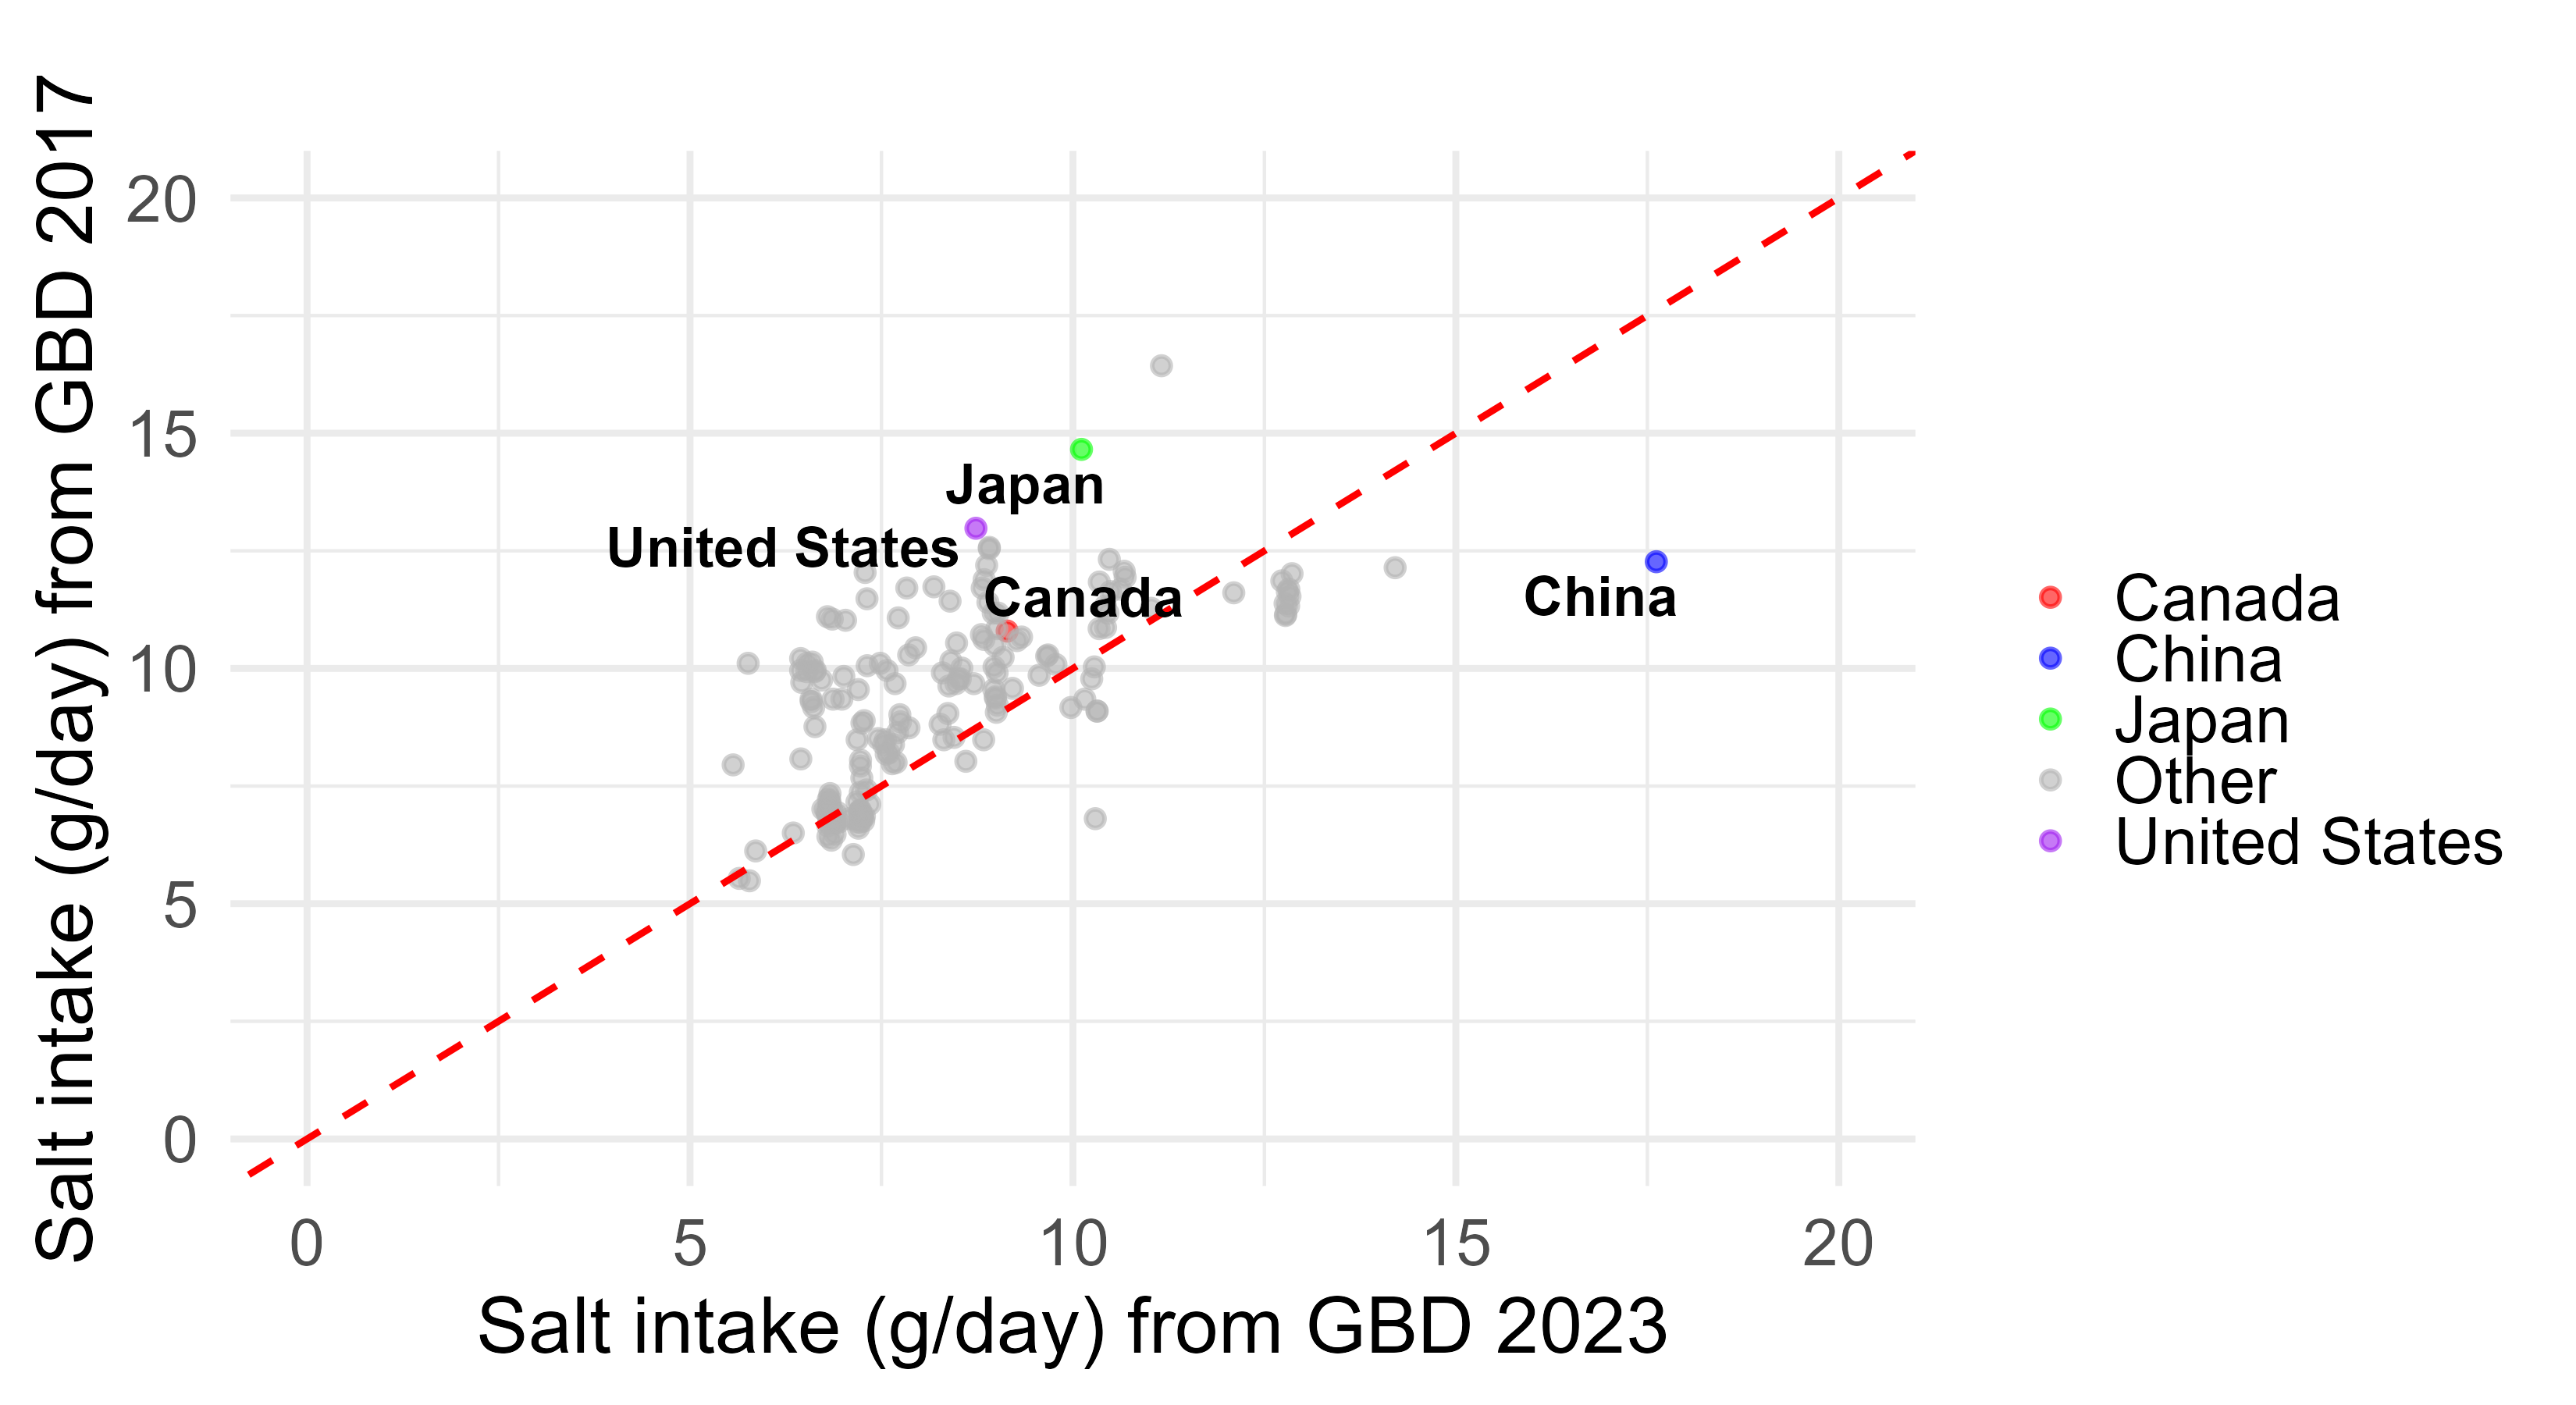 Salt intake (g/day) from GBD 2017
20
15
10
5
0
Japan
United States
Canada
China
0 5 10 15 20
Salt intake (g/day) from GBD 2023
Canada
China
Japan
Other
United States